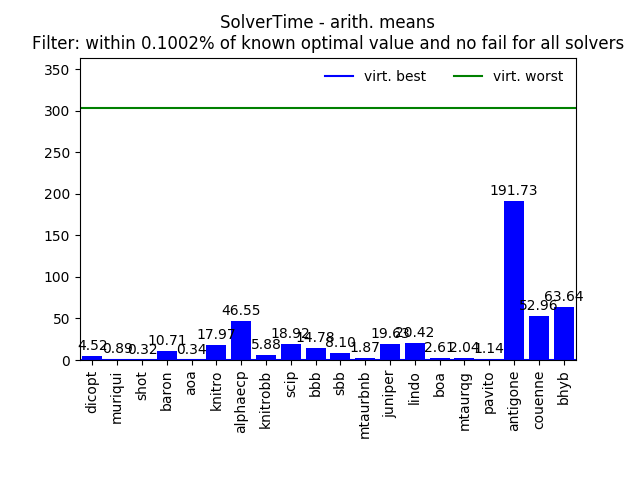 SolverTime - arith. means
Filter: within 0.1002% of known optimal value and no fail for all solvers
virt. best
virt. worst
350
300
250
200
150
100
50
0
4.52
0.89
0.32
10.71
0.34
17.97
46.55
5.88
18.92
14.78
8.10
1.87
19.63
20.42
2.61
2.04
1.14
191.73
52.96
63.64
dicopt
muriqui
shot
baron
aoa
knitro
alphaecp
knitrobb
scip
bbb
sbb
mtaurbnb
juniper
lindo
boa
mtaurqg
pavito
antigone
couenne
bhyb